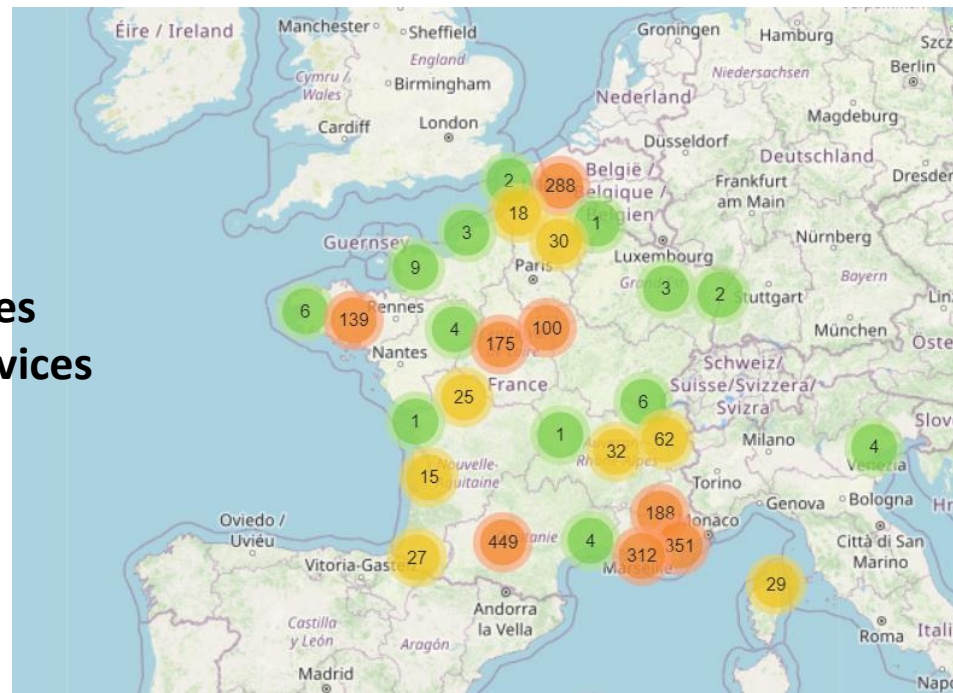 es
vices
Éire / Ireland
Manchester
Sheffield
England
Cymru /
Wales
Birmingham
Cardiff
London
Groningen
Hamburg
Niedersachsen
Berlin
Nederland
Magdeburg
Düsseldorf
Deutschland
België /
Belgique /
Belgien
Frankfurt
am Main
Dresden
2
288
18
1
3
30
Guernsey
9
Paris
Luxembourg
Nürnberg
Bayern
3
2
Stuttgart
6
139
Rennes
4
175
100
München
Nantes
France
Schweiz/
Suisse/Svizzera/
Svizra
25
6
1
1
32
62
Rhône-Alpes
Milano
4
Venezia
15
Nouvelle-
Aquitaine
Torino
Genova
Bologna
188
Monaco
Oviedo /
Uviéu
27
Vitoria-Gasteiz
449
4
312
351
Marseille
Città di San
Marino
29
Andorra
la Vella
Castilla
y León
Aragón
Roma
Madrid